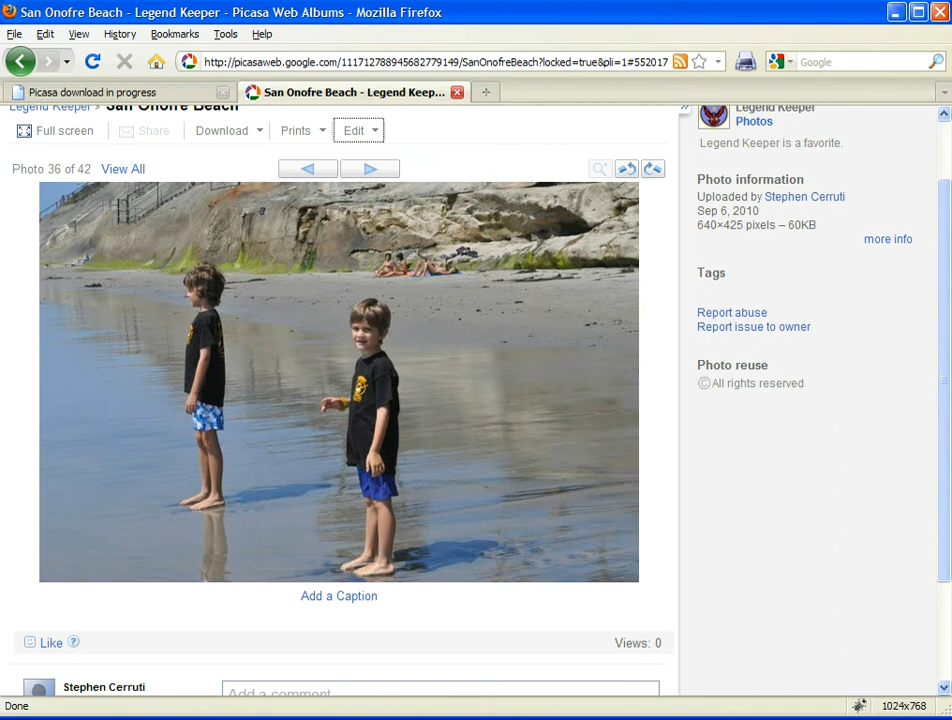 San Onofre Beach - Legend Keeper - Picasa Web Albums - Mozilla Firefox
File Edit View History Bookmarks Tools Help
http://picasaweb.google.com/111712788945682779149/SanOnofreBeach?locked=true&pli=1#552017 Google
Picasa download in progress San Onofre Beach - Legend Keep...
Legend Keeper > San Onofre Beach
Full screen Share Download Prints Edit
Photo 36 of 42 View All
Add a Caption
Like ? Views: 0
Stephen Cerruti Add a comment
Legend Keeper
Photos
Legend Keeper is a favorite.
Photo information
Uploaded by Stephen Cerruti
Sep 6, 2010
640×425 pixels – 60KB
more info
Tags
Report abuse
Report issue to owner
Photo reuse
©All rights reserved
Done 1024x768